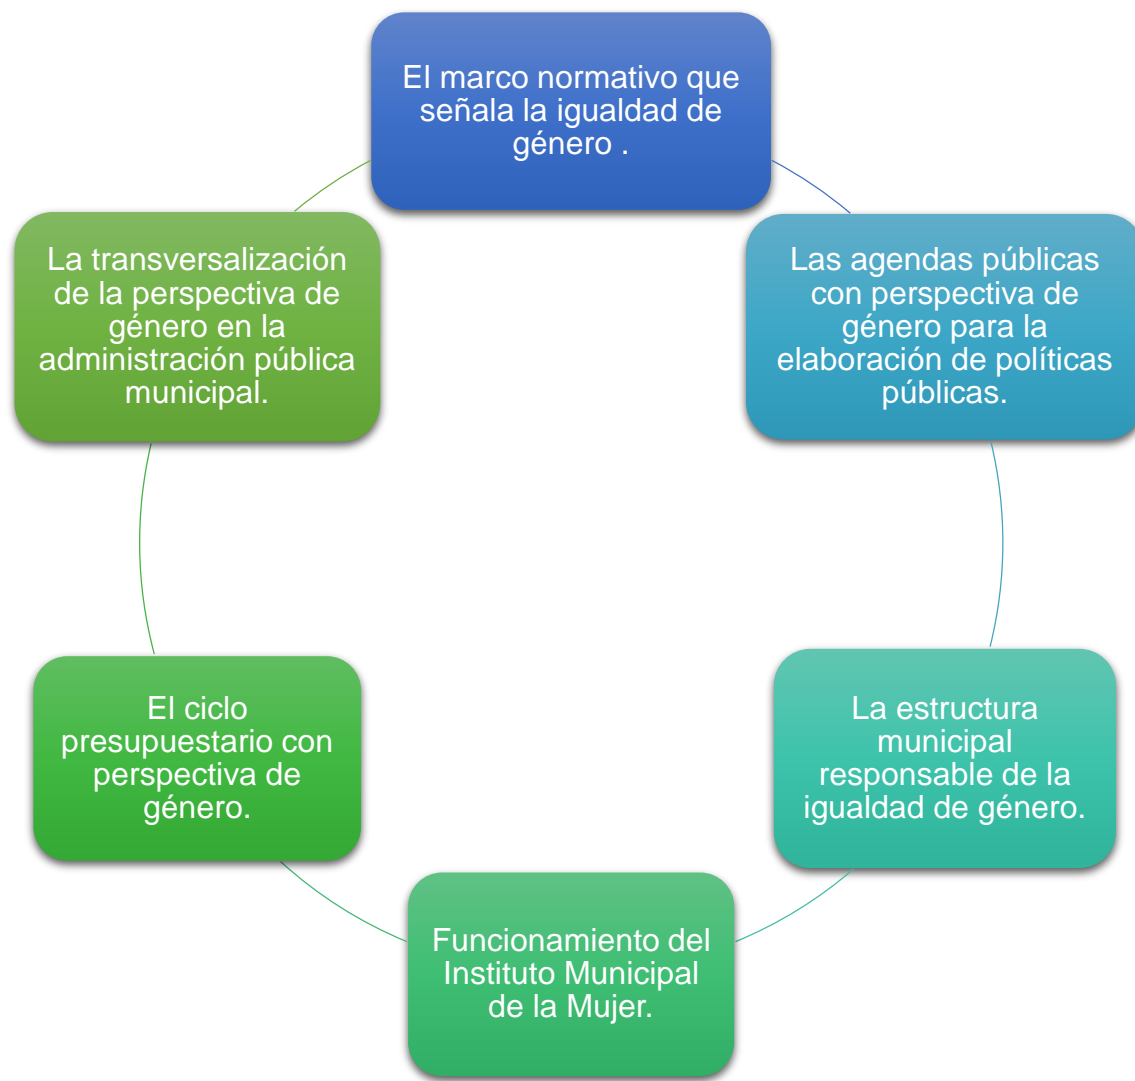 El marco normativo que
señala la igualdad de
género .
Las agendas públicas
con perspectiva de
género para la
elaboración de políticas
públicas.
La estructura
municipal
responsable de la
igualdad de género.
Funcionamiento del
Instituto Municipal
de la Mujer.
El ciclo
presupuestario con
perspectiva de
género.
La transversalización
de la perspectiva de
género en la
administración pública
municipal.